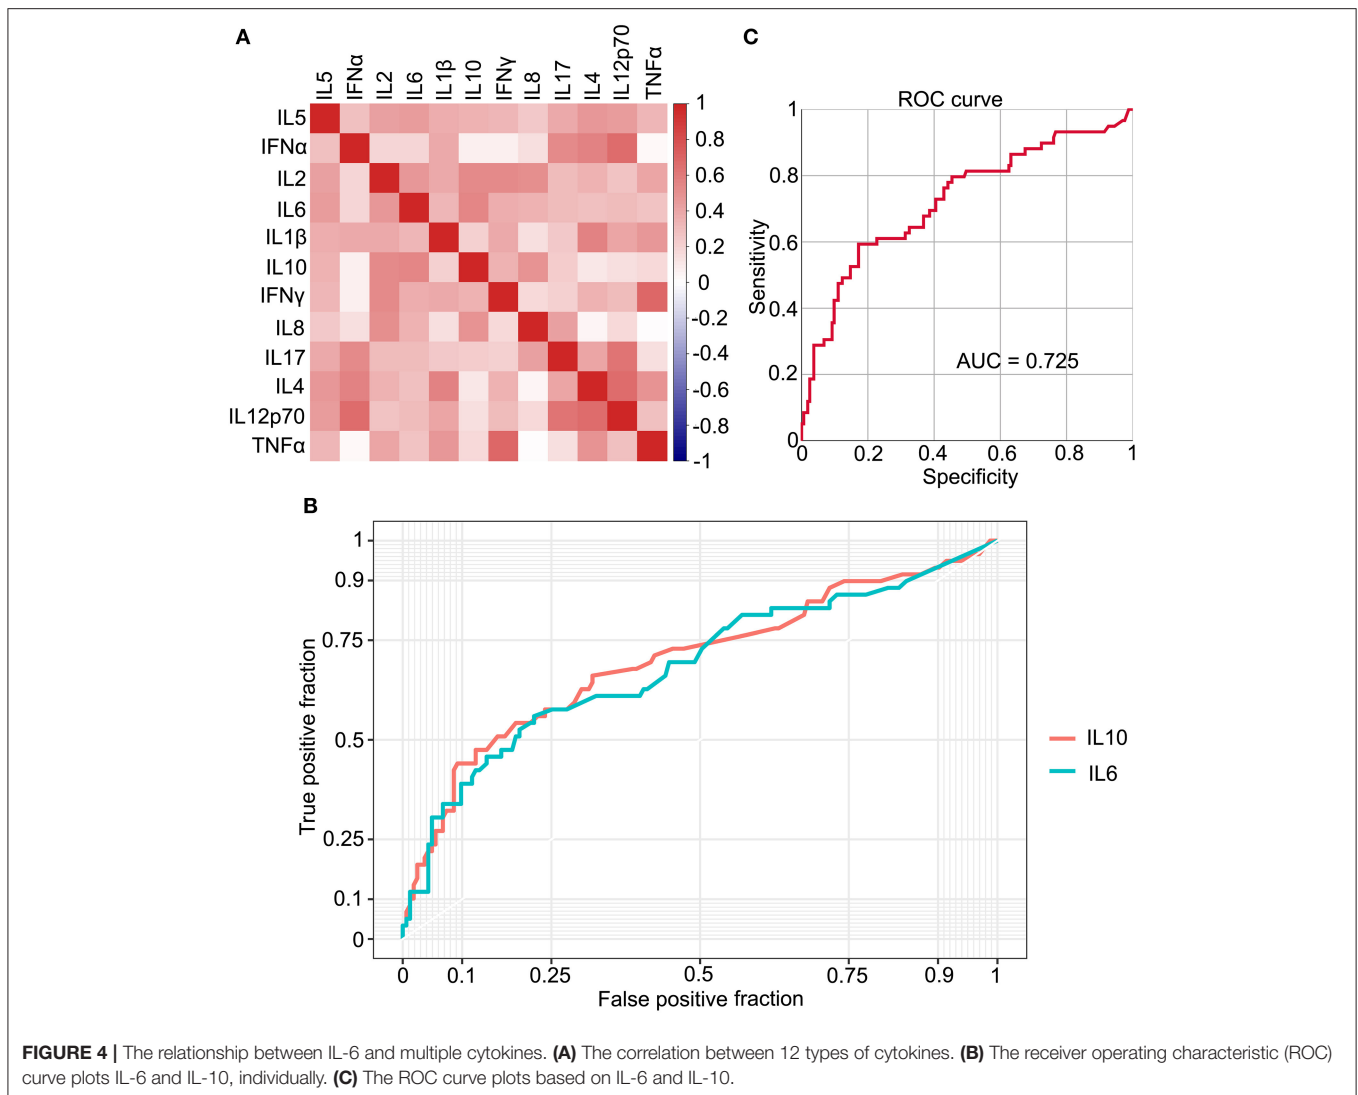 A
IL5 IFNα IL2 IL6 IL1β IL10 IFNγ IL8 IL17 IL4 IL12p70 TNFα
IL5
IFNα
IL2
IL6
IL1β
IL10
IFNγ
IL8
IL17
IL4
IL12p70
TNFα
1
0.8
0.6
0.4
0.2
0
-0.2
-0.4
-0.6
-0.8
-1
C
ROC curve
Sensitivity
1
0.8
0.6
0.4
0.2
0
AUC = 0.725
0 0.2 0.4 0.6 0.8 1
Specificity
B
True positive fraction
1
0.9
0.75
0.5
0.25
0.1
0
0 0.1 0.25 0.5 0.75 0.9 1
False positive fraction
IL10
IL6
FIGURE 4 | The relationship between IL-6 and multiple cytokines. (A) The correlation between 12 types of cytokines. (B) The receiver operating characteristic (ROC)
curve plots IL-6 and IL-10, individually. (C) The ROC curve plots based on IL-6 and IL-10.